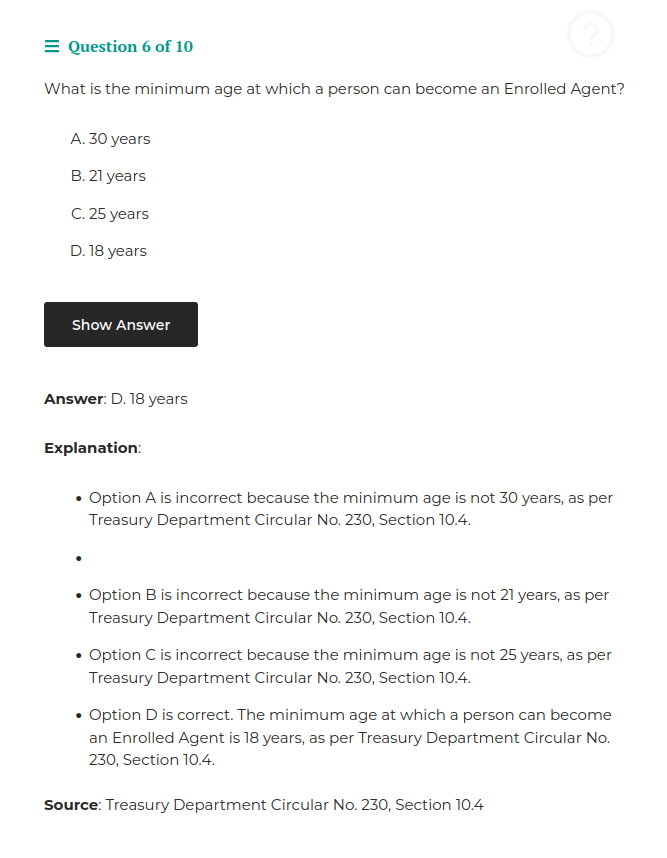 ?
Question 6 of 10
What is the minimum age at which a person can become an Enrolled Agent?
A. 30 years
B. 21 years
C. 25 years
D. 18 years
Show Answer
Answer: D. 18 years
Explanation:
• Option A is incorrect because the minimum age is not 30 years, as per
Treasury Department Circular No. 230, Section 10.4.
•
• Option B is incorrect because the minimum age is not 21 years, as per
Treasury Department Circular No. 230, Section 10.4.
• Option C is incorrect because the minimum age is not 25 years, as per
Treasury Department Circular No. 230, Section 10.4.
• Option D is correct. The minimum age at which a person can become
an Enrolled Agent is 18 years, as per Treasury Department Circular No.
230, Section 10.4.
Source: Treasury Department Circular No. 230, Section 10.4